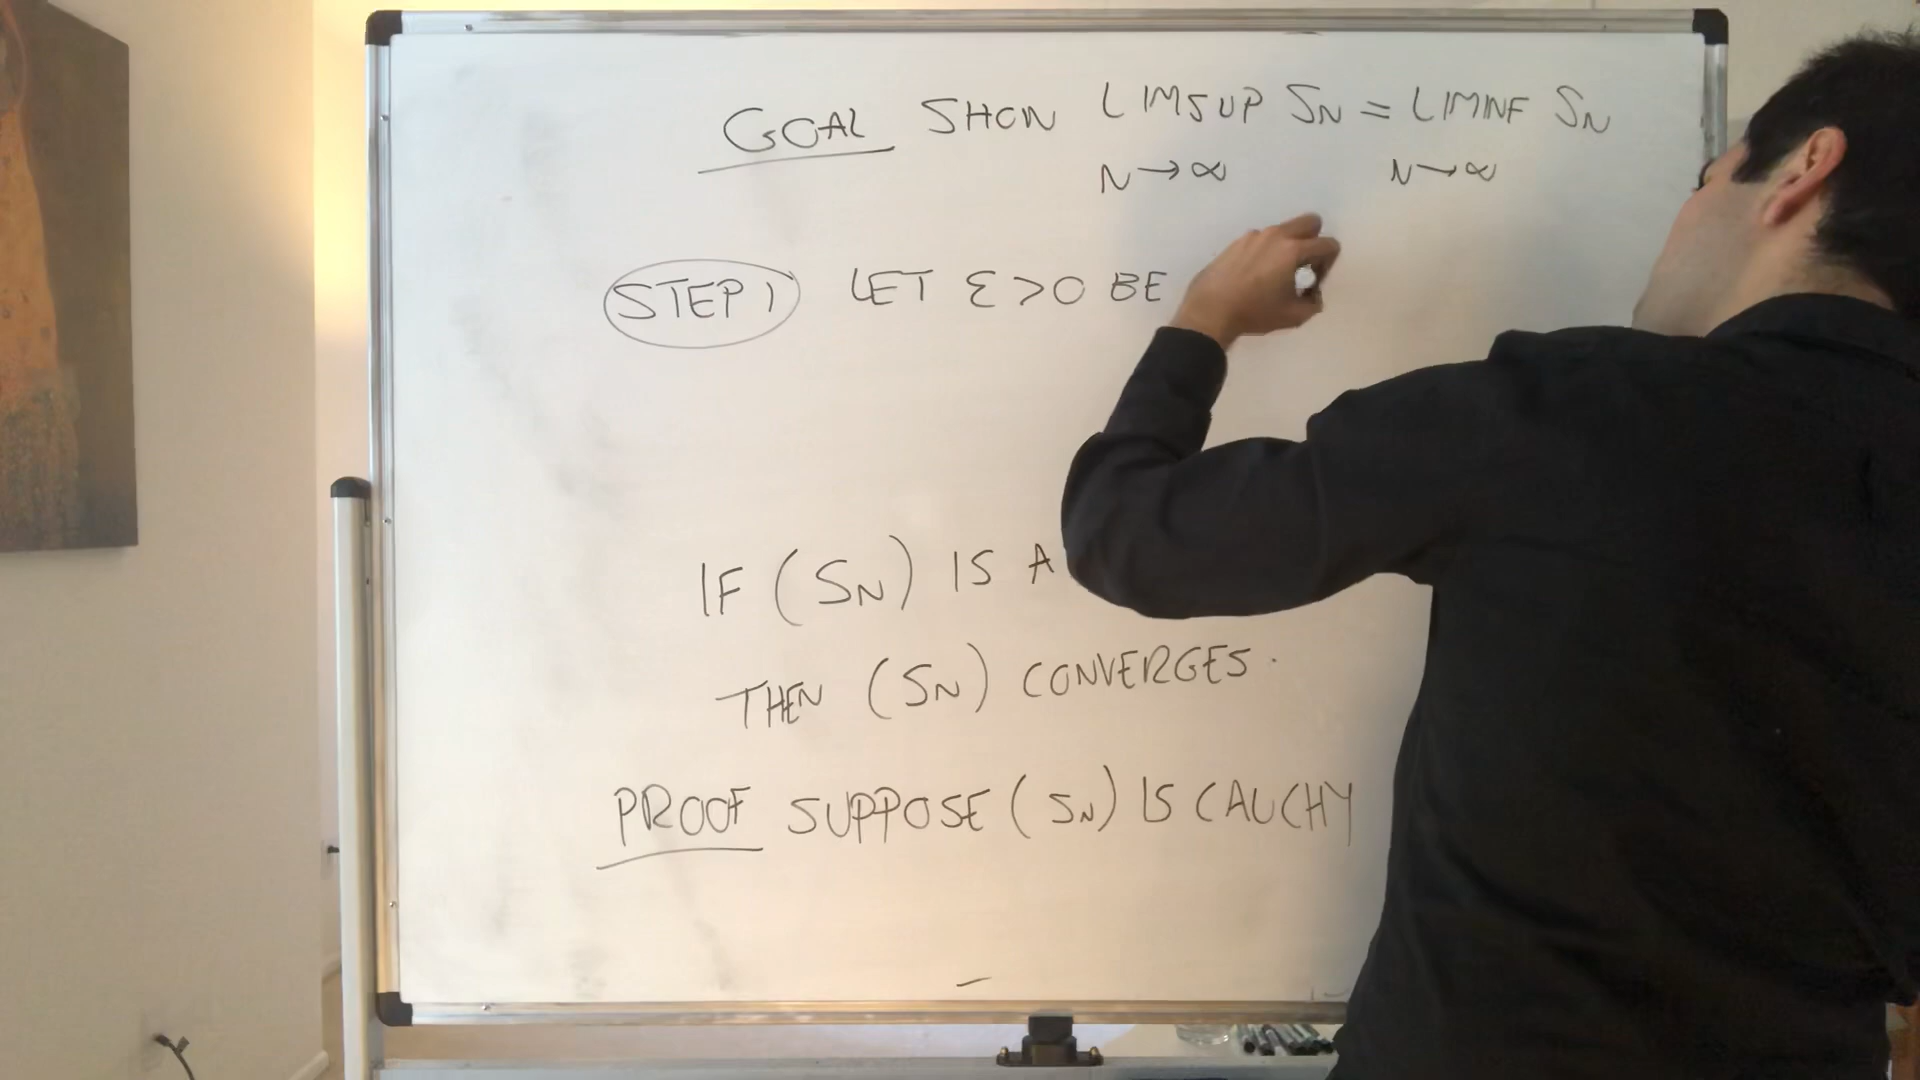 GOAL SHOW LIMSUP SN = LIMINF SN
N→∞ N→∞
STEP 1 LET Ɛ>0 BE
IF (SN) IS A
THEN (SN) CONVERGES.
PROOF SUPPOSE (SN) IS CAUCHY